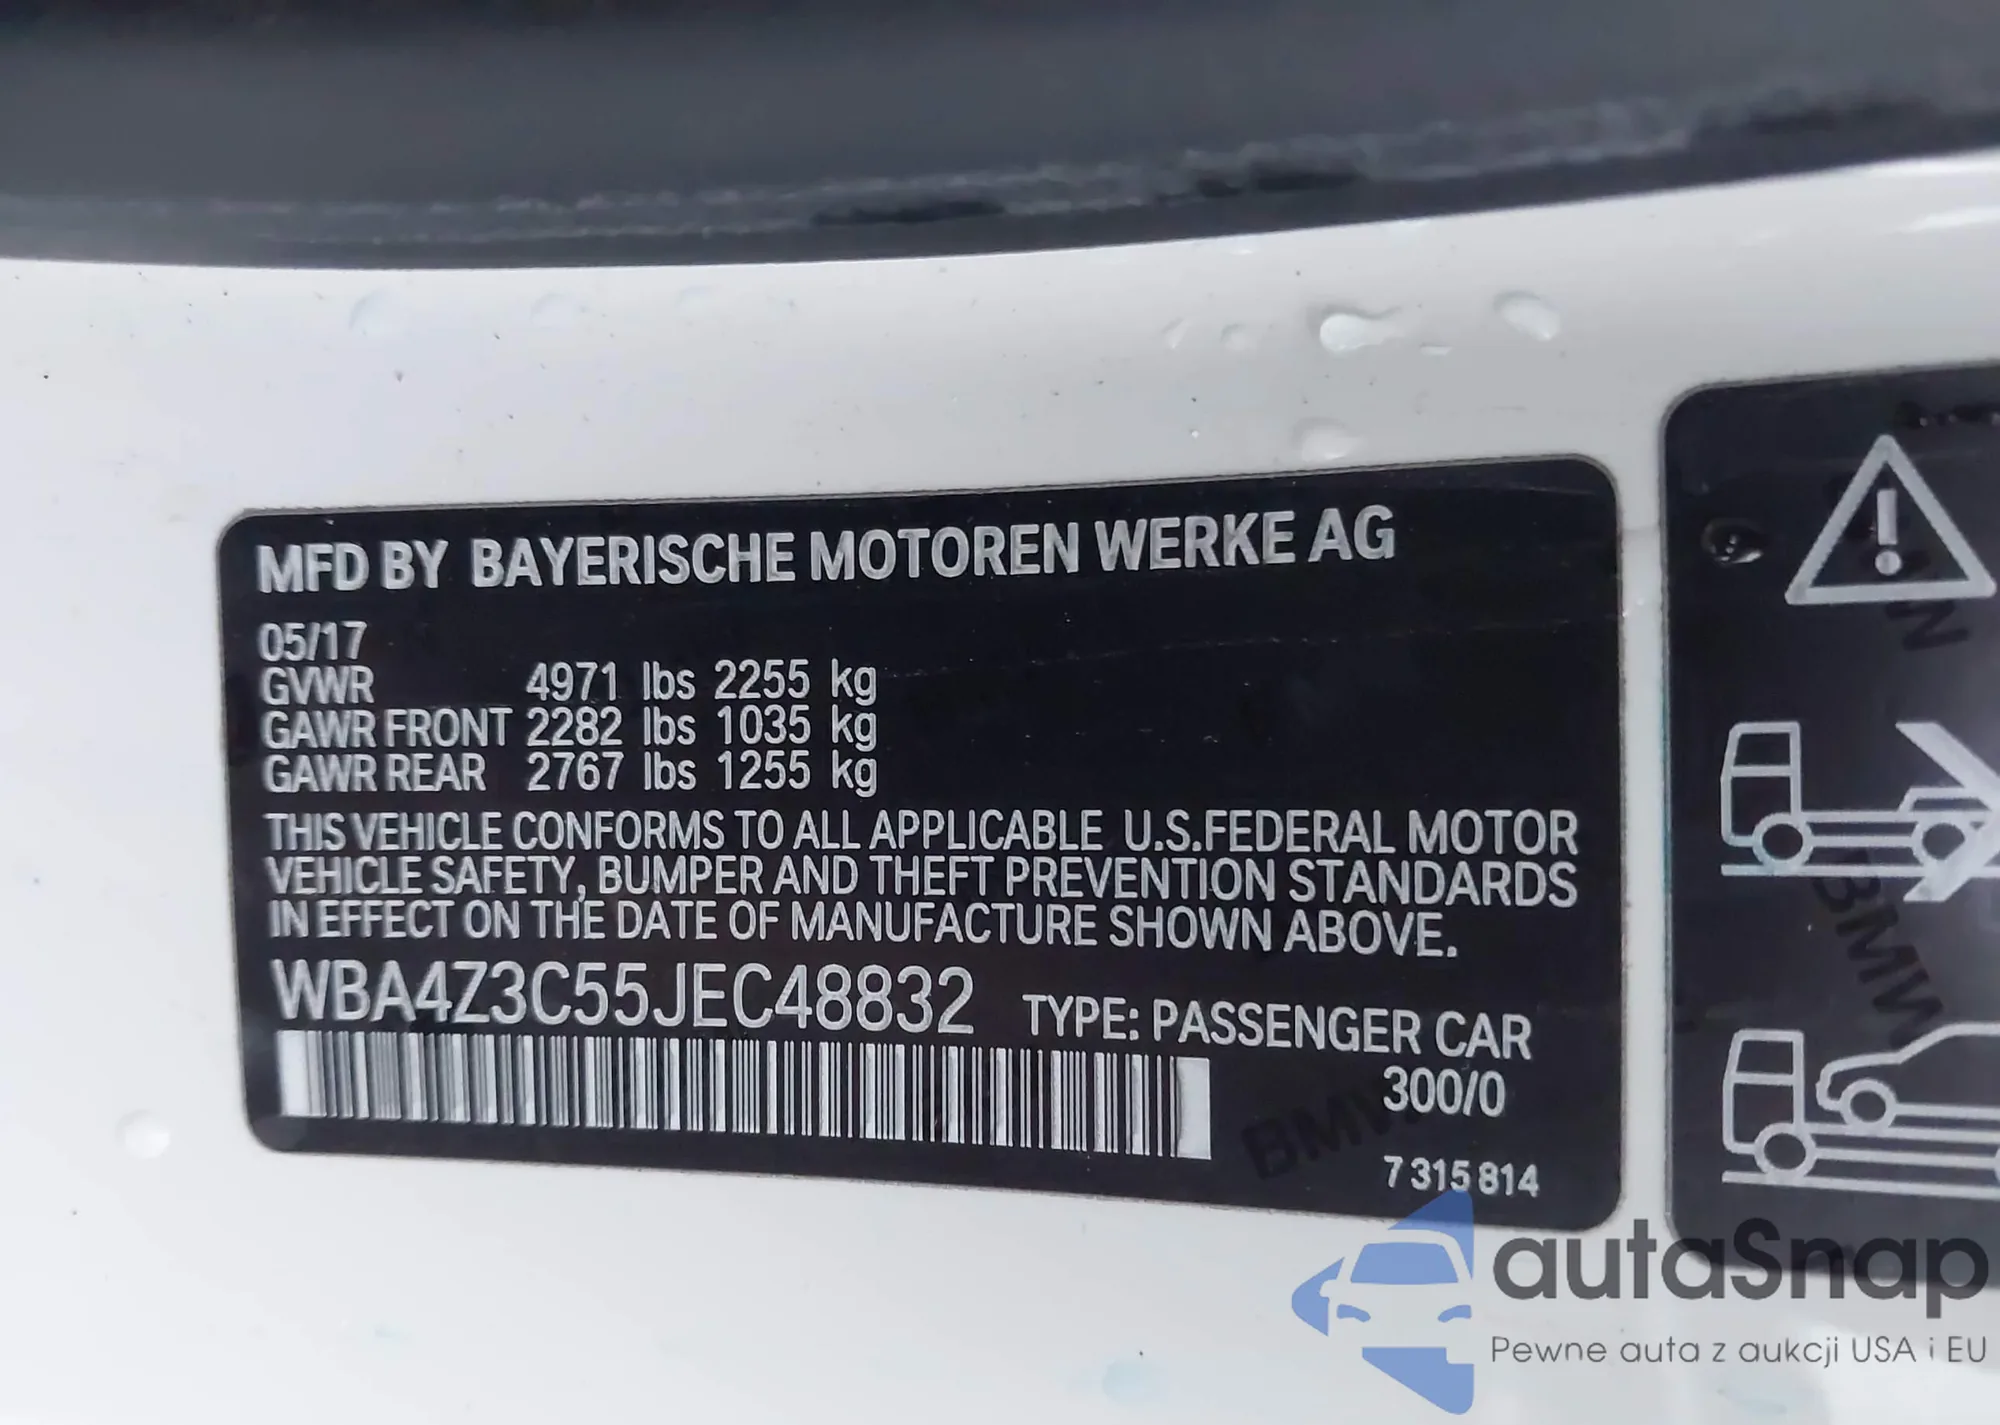 MFD BY BAYERISCHE MOTOREN WERKE AG
05/17
GVWR 4971 lbs 2255 kg
GAWR FRONT 2282 lbs 1035 kg
GAWR REAR 2767 lbs 1255 kg
THIS VEHICLE CONFORMS TO ALL APPLICABLE U.S.FEDERAL MOTOR
VEHICLE SAFETY, BUMPER AND THEFT PREVENTION STANDARDS
IN EFFECT ON THE DATE OF MANUFACTURE SHOWN ABOVE.
WBA4Z3C55JEC48832 TYPE: PASSENGER CAR
300/0
BMW
7 315 814
BMW
autaSnap
Pewne auta z aukcji USA i EU